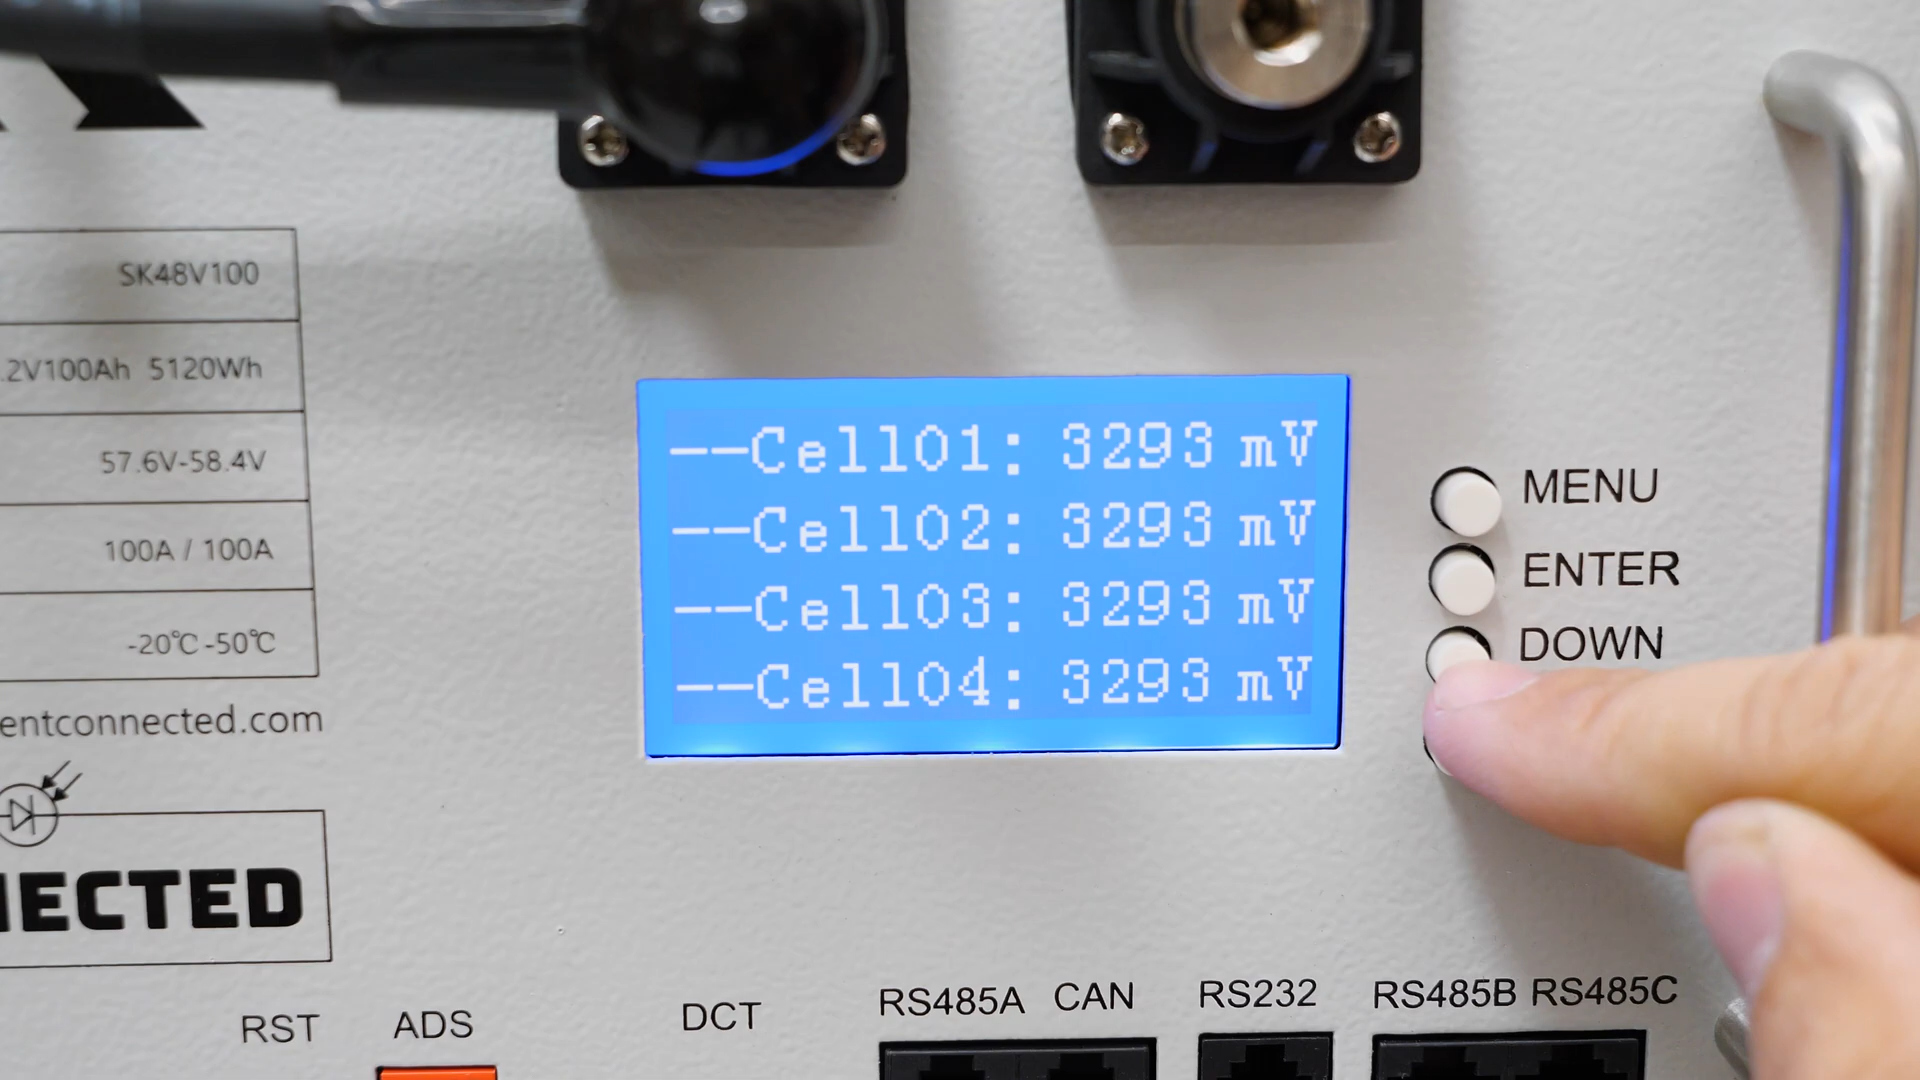 SK48V100
.2V100Ah 5120Wh
57.6V-58.4V
100A / 100A
-20℃-50℃
entconnected.com
NECTED
--Cell01: 3293 mV
--Cell02: 3293 mV
--Cell03: 3293 mV
--Cell04: 3293 mV
MENU
ENTER
DOWN
RST
ADS
DCT
RS485A
CAN
RS232
RS485B
RS485C